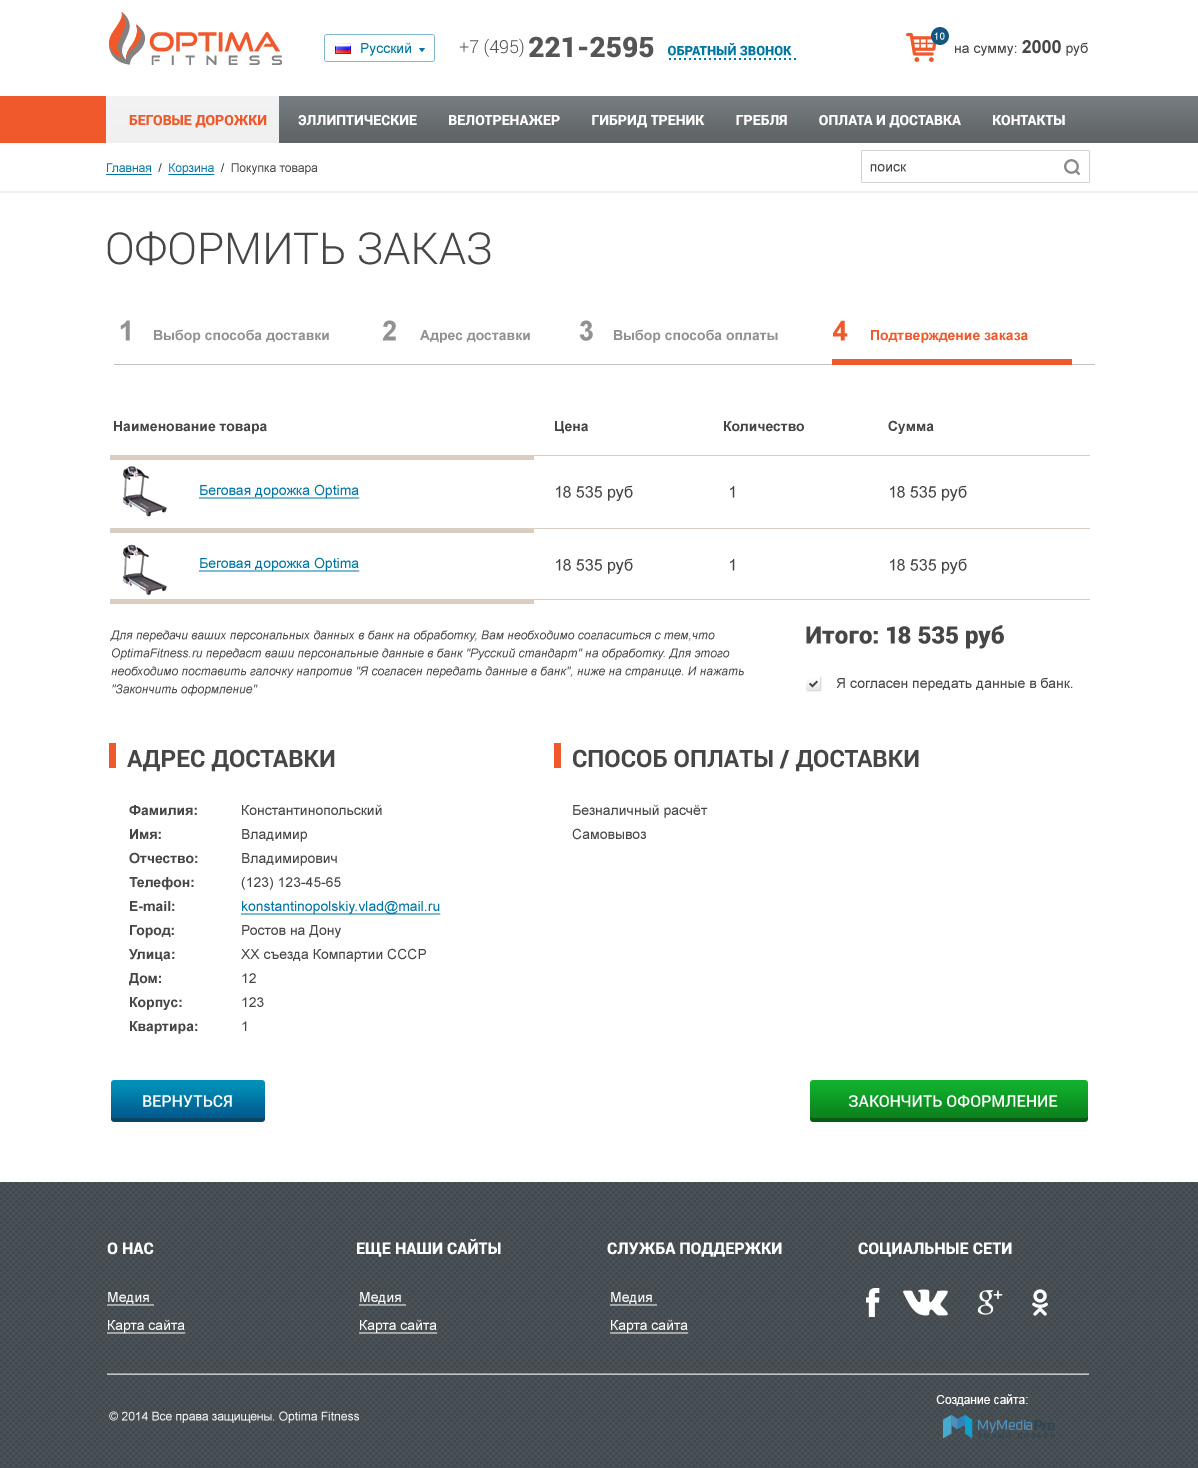 OPTIMA
FITNESS
Русский
+7 (495) 221-2595
ОБРАТНЫЙ ЗВОНОК
10
на сумму: 2000 руб
БЕГОВЫЕ ДОРОЖКИ
ЭЛЛИПТИЧЕСКИЕ
ВЕЛОТРЕНАЖЕР
ГИБРИД ТРЕНИК
ГРЕБЛЯ
ОПЛАТА И ДОСТАВКА
КОНТАКТЫ
Главная / Корзина / Покупка товара
поиск
ОФОРМИТЬ ЗАКАЗ
1 Выбор способа доставки
2 Адрес доставки
3 Выбор способа оплаты
4 Подтверждение заказа
Наименование товара Цена Количество Сумма
Беговая дорожка Optima 18 535 руб 1 18 535 руб
Беговая дорожка Optima 18 535 руб 1 18 535 руб
Для передачи ваших персональных данных в банк на обработку, Вам необходимо согласиться с тем,что
OptimaFitness.ru передаст ваши персональные данные в банк "Русский стандарт" на обработку. Для этого
необходимо поставить галочку напротив "Я согласен передать данные в банк", ниже на странице. И нажать
"Закончить оформление"
Итого: 18 535 руб
Я согласен передать данные в банк.
АДРЕС ДОСТАВКИ
Фамилия: Константинопольский
Имя: Владимир
Отчество: Владимирович
Телефон: (123) 123-45-65
E-mail: konstantinopolskiy.vlad@mail.ru
Город: Ростов на Дону
Улица: XX съезда Компартии СССР
Дом: 12
Корпус: 123
Квартира: 1
СПОСОБ ОПЛАТЫ / ДОСТАВКИ
Безналичный расчёт
Самовывоз
ВЕРНУТЬСЯ
ЗАКОНЧИТЬ ОФОРМЛЕНИЕ
О НАС
Медия
Карта сайта
ЕЩЕ НАШИ САЙТЫ
Медия
Карта сайта
СЛУЖБА ПОДДЕРЖКИ
Медия
Карта сайта
СОЦИАЛЬНЫЕ СЕТИ
© 2014 Все права защищены. Optima Fitness
Создание сайта:
MyMediaPro